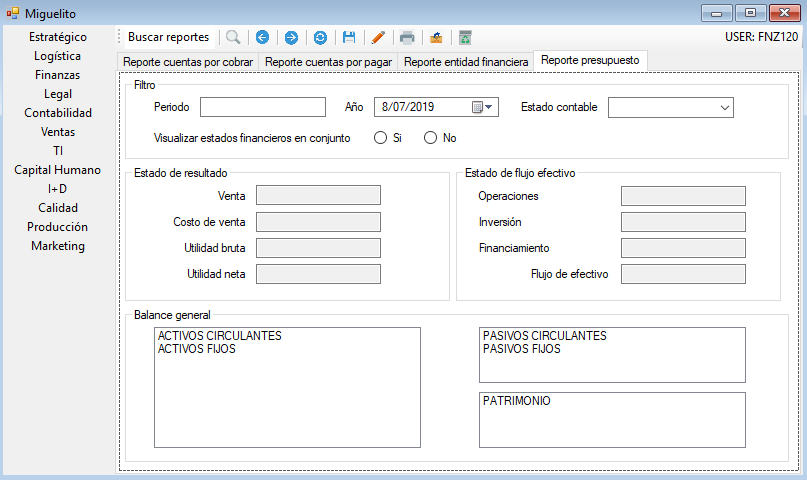 Miguelito
Estratégico
Logística
Finanzas
Legal
Contabilidad
Ventas
TI
Capital Humano
I+D
Calidad
Producción
Marketing
Buscar reportes
USER: FNZ120
Reporte cuentas por cobrar
Reporte cuentas por pagar
Reporte entidad financiera
Reporte presupuesto
Filtro
Periodo
Año
8/07/2019
Estado contable
Visualizar estados financieros en conjunto
Si
No
Estado de resultado
Venta
Costo de venta
Utilidad bruta
Utilidad neta
Estado de flujo efectivo
Operaciones
Inversión
Financiamiento
Flujo de efectivo
Balance general
ACTIVOS CIRCULANTES
ACTIVOS FIJOS
PASIVOS CIRCULANTES
PASIVOS FIJOS
PATRIMONIO